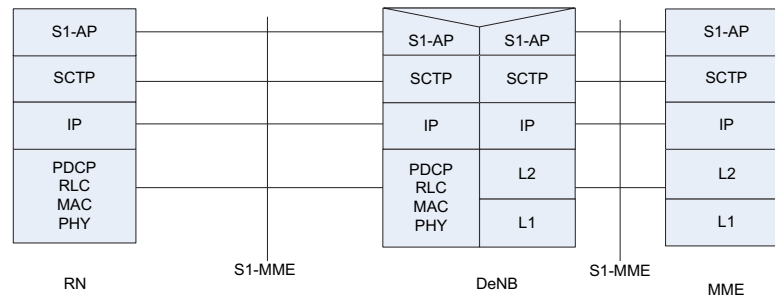 S1-AP
S1-AP
S1-AP
S1-AP
SCTP
SCTP
SCTP
SCTP
IP
IP
IP
IP
PDCP
RLC
MAC
PHY
PDCP
RLC
MAC
PHY
L2
L1
L2
L1
S1-MME
S1-MME
RN
DeNB
MME